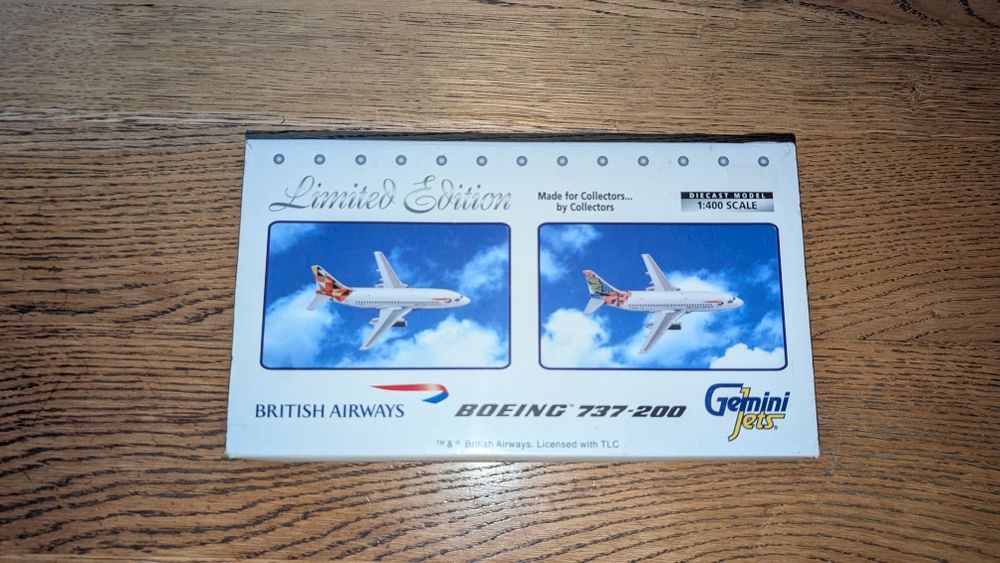 Limited Edition
Made for Collectors...
by Collectors
DIECAST MODEL
1:400 SCALE
BRITISH AIRWAYS
BOEING™ 737-200
Gemini
Jets®
™ & ® British Airways. Licensed with TLC